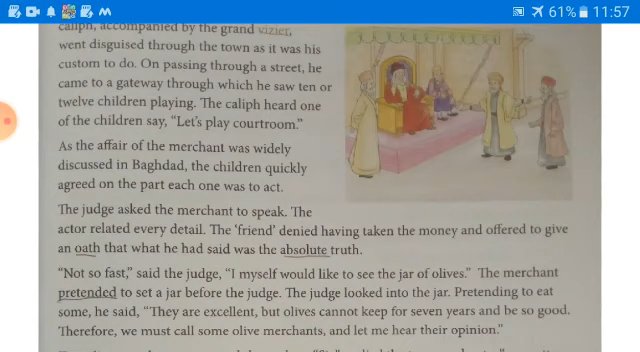 61% 11:57
caliph, accompanied by the grand vizier,
went disguised through the town as it was his
custom to do. On passing through a street, he
came to a gateway through which he saw ten or
twelve children playing. The caliph heard one
of the children say, “Let’s play courtroom.”
As the affair of the merchant was widely
discussed in Baghdad, the children quickly
agreed on the part each one was to act.
The judge asked the merchant to speak. The
actor related every detail. The ‘friend’ denied having taken the money and offered to give
an oath that what he had said was the absolute truth.
“Not so fast,” said the judge, “I myself would like to see the jar of olives.” The merchant
pretended to set a jar before the judge. The judge looked into the jar. Pretending to eat
some, he said, “They are excellent, but olives cannot keep for seven years and be so good.
Therefore, we must call some olive merchants, and let me hear their opinion.”